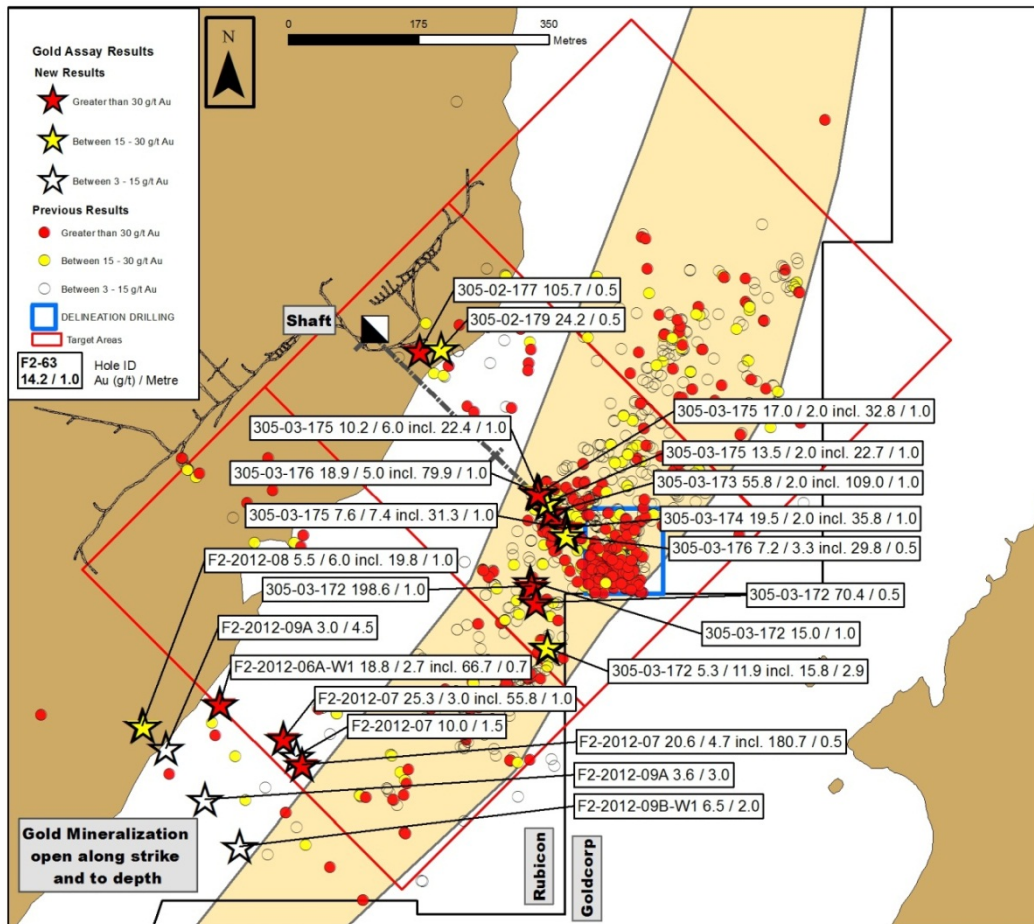 0 175 350
Metres
N
Gold Assay Results
New Results
Greater than 30 g/t Au
Between 15 - 30 g/t Au
Between 3 - 15 g/t Au
Previous Results
Greater than 30 g/t Au
Between 15 - 30 g/t Au
Between 3 - 15 g/t Au
DELINEATION DRILLING
Target Areas
F2-63
14.2 / 1.0
Hole ID
Au (g/t) / Metre
Shaft
305-02-177 105.7 / 0.5
305-02-179 24.2 / 0.5
305-03-175 17.0 / 2.0 incl. 32.8 / 1.0
305-03-175 10.2 / 6.0 incl. 22.4 / 1.0
305-03-175 13.5 / 2.0 incl. 22.7 / 1.0
305-03-176 18.9 / 5.0 incl. 79.9 / 1.0
305-03-173 55.8 / 2.0 incl. 109.0 / 1.0
305-03-175 7.6 / 7.4 incl. 31.3 / 1.0
305-03-174 19.5 / 2.0 incl. 35.8 / 1.0
305-03-176 7.2 / 3.3 incl. 29.8 / 0.5
F2-2012-08 5.5 / 6.0 incl. 19.8 / 1.0
305-03-172 198.6 / 1.0
305-03-172 70.4 / 0.5
F2-2012-09A 3.0 / 4.5
305-03-172 15.0 / 1.0
F2-2012-06A-W1 18.8 / 2.7 incl. 66.7 / 0.7
305-03-172 5.3 / 11.9 incl. 15.8 / 2.9
F2-2012-07 25.3 / 3.0 incl. 55.8 / 1.0
F2-2012-07 10.0 / 1.5
F2-2012-07 20.6 / 4.7 incl. 180.7 / 0.5
F2-2012-09A 3.6 / 3.0
F2-2012-09B-W1 6.5 / 2.0
Gold Mineralization
open along strike
and to depth
Rubicon
Goldcorp